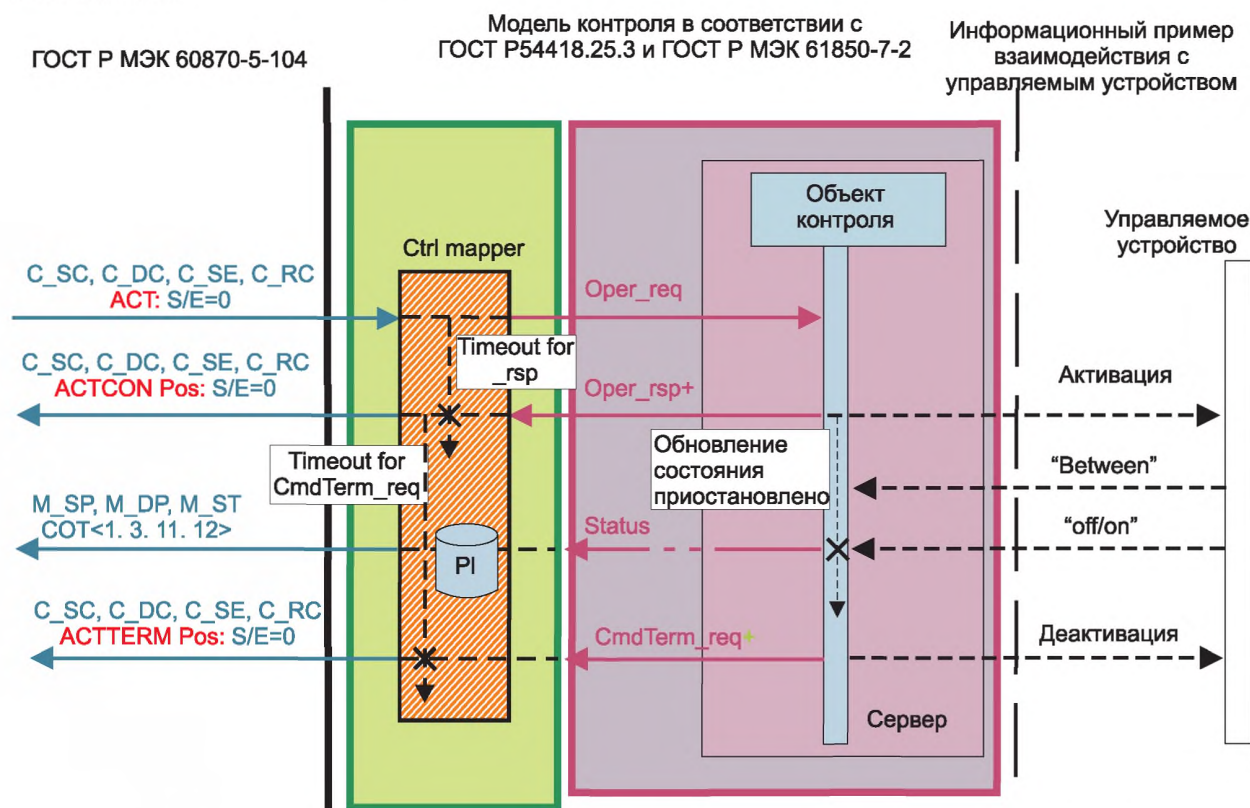 ГОСТ Р МЭК 60870-5-104
Модель контроля в соответствии с
ГОСТ Р54418.25.3 и ГОСТ Р МЭК 61850-7-2
Информационный пример
взаимодействия с
управляемым устройством
Объект
контроля
Управляемое
устройство
Ctrl mapper
C_SC, C_DC, C_SE, C_RC
ACT: S/E=0
Oper_req
Timeout for
_rsp
C_SC, C_DC, C_SE, C_RC
ACTCON Pos: S/E=0
Oper_rsp+
Активация
Timeout for
CmdTerm_req
Обновление
состояния
приостановлено
“Between”
M_SP, M_DP, M_ST
COT<1. 3. 11. 12>
PI
Status
“off/on”
C_SC, C_DC, C_SE, C_RC
ACTTERM Pos: S/E=0
CmdTerm_req+
Деактивация
Сервер